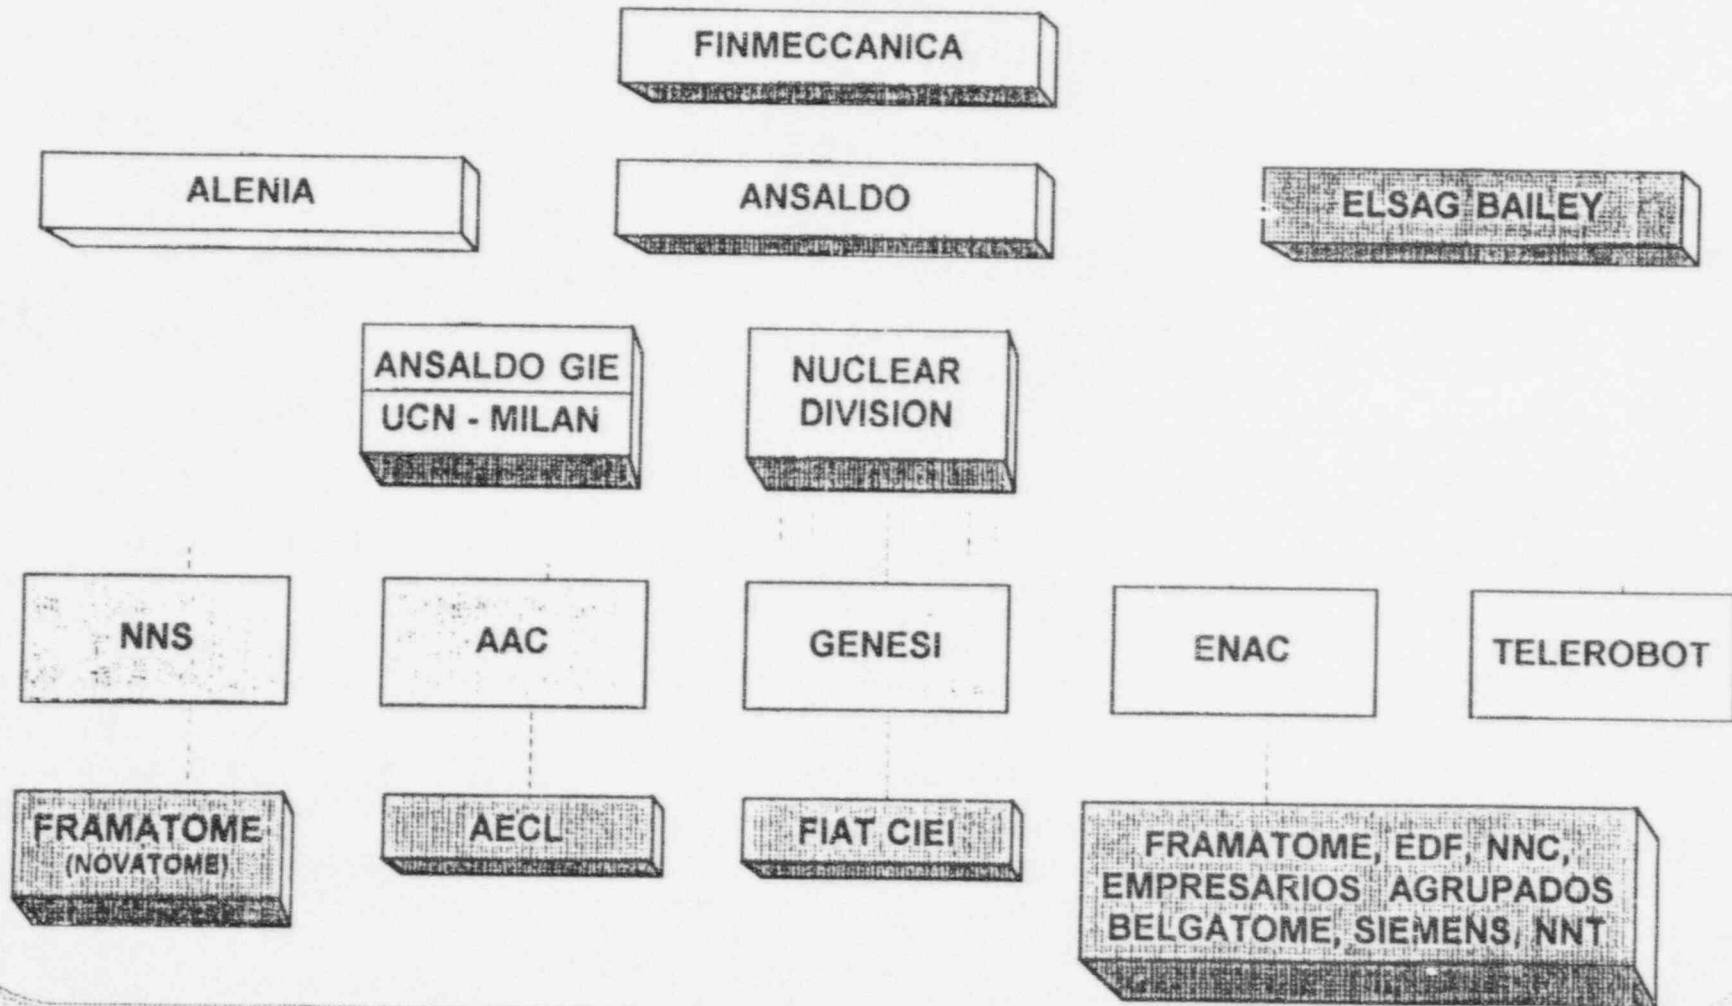 FINMECCANICA
ALENIA
ANSALDO
ELSAG BAILEY
ANSALDO GIE
UCN - MILAN
NUCLEAR
DIVISION
NNS
AAC
GENESI
ENAC
TELEROBOT
FRAMATOME
(NOVATOME)
AECL
FIAT CIEI
FRAMATOME, EDF, NNC,
EMPRESARIOS AGRUPADOS
BELGATOME, SIEMENS, NNT